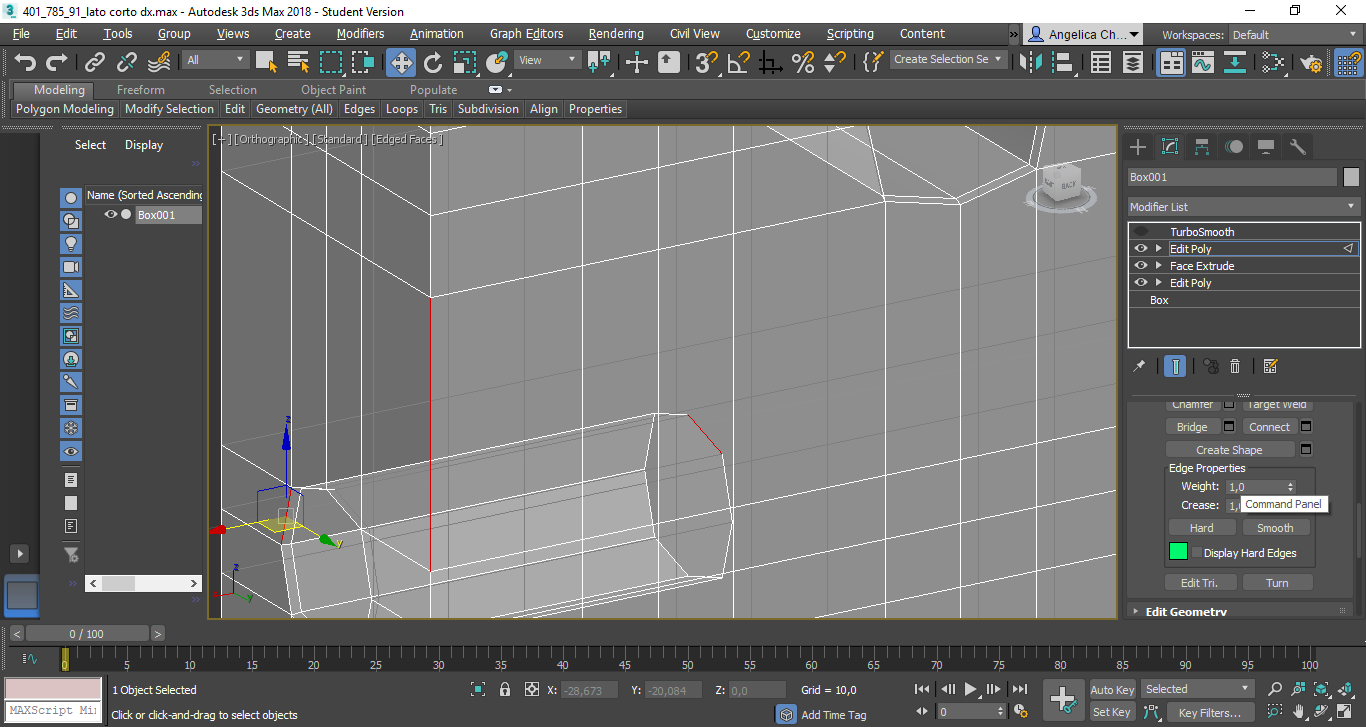 401_785_91_lato corto dx.max - Autodesk 3ds Max 2018 - Student Version
File Edit Tools Group Views Create Modifiers Animation Graph Editors Rendering Civil View Customize Scripting Content » Angelica Ch... Workspaces: Default
All View Create Selection Se
Modeling Freeform Selection Object Paint Populate
Polygon Modeling Modify Selection Edit Geometry (All) Edges Loops Tris Subdivision Align Properties
Select Display
[+] [Orthographic] [Standard] [Edged Faces]
BACK
Name (Sorted Ascending
Box001
Box001
Modifier List
TurboSmooth
Edit Poly
Face Extrude
Edit Poly
Box
Chamfer Target Weld
Bridge Connect
Create Shape
Edge Properties
Weight: 1,0
Crease: 1,
Command Panel
Hard Smooth
Display Hard Edges
Edit Tri. Turn
Edit Geometry
z
y
z
y
< 0 / 100 >
0 5 10 15 20 25 30 35 40 45 50 55 60 65 70 75 80 85 90 95 100
1 Object Selected X: -28,673 Y: -20,084 Z: 0,0 Grid = 10,0 Auto Key Selected
MAXScript Mi
Click or click-and-drag to select objects Add Time Tag 0 Set Key Key Filters...